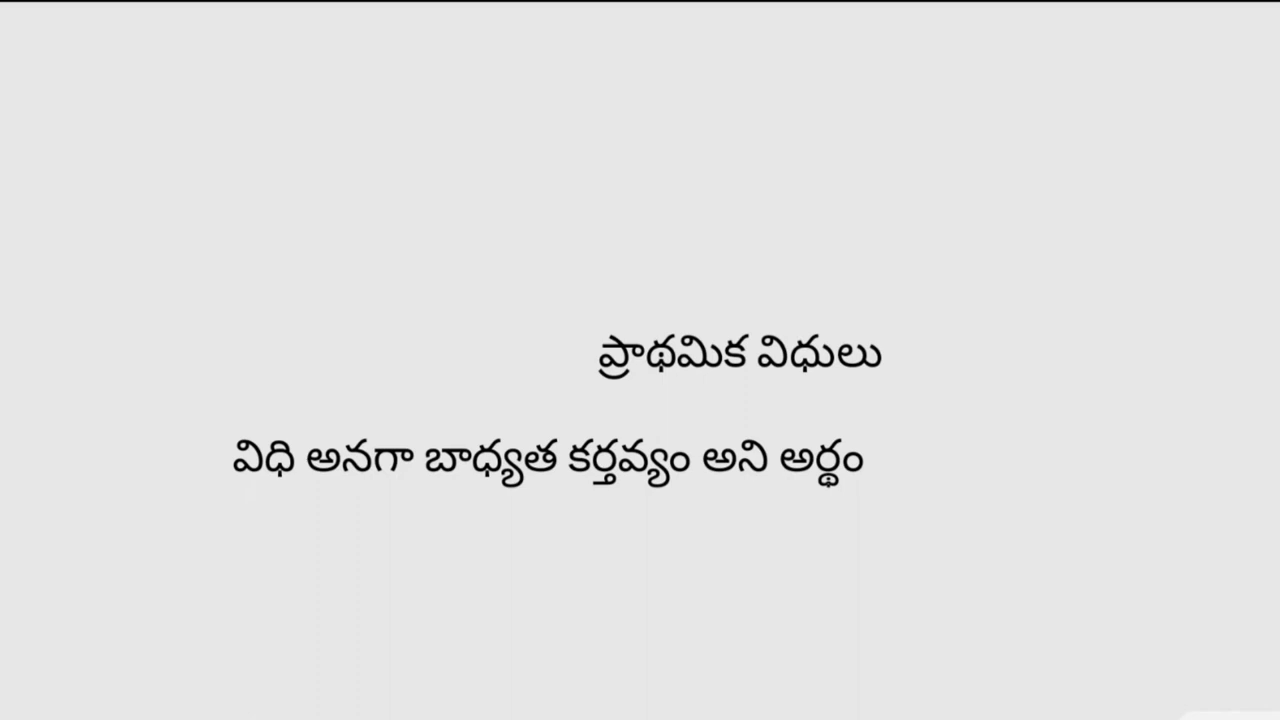 ప్రాథమిక విధులు
విధి అనగా బాధ్యత కర్తవ్యం అని అర్థం